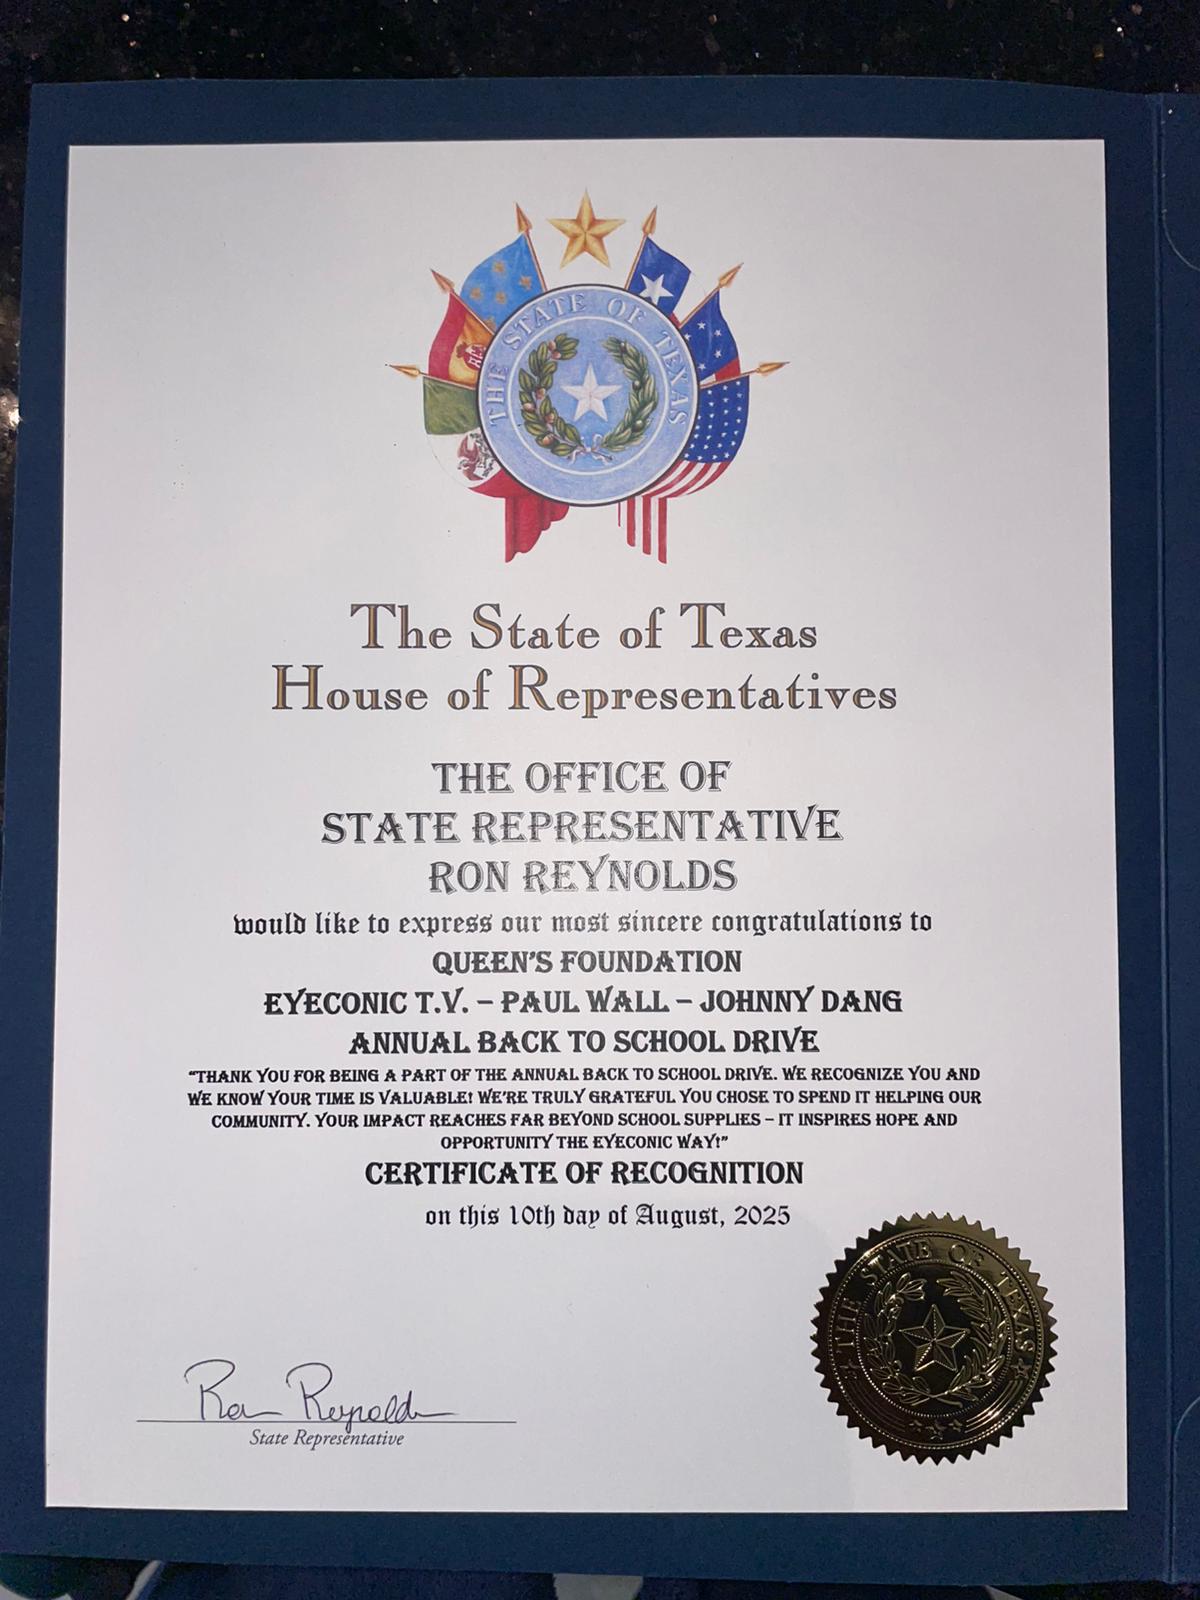 THE STATE OF TEXAS
The State of Texas
House of Representatives
THE OFFICE OF
STATE REPRESENTATIVE
RON REYNOLDS
would like to express our most sincere congratulations to
QUEEN'S FOUNDATION
EYECONIC T.V. – PAUL WALL – JOHNNY DANG
ANNUAL BACK TO SCHOOL DRIVE
"THANK YOU FOR BEING A PART OF THE ANNUAL BACK TO SCHOOL DRIVE. WE RECOGNIZE YOU AND
WE KNOW YOUR TIME IS VALUABLE! WE'RE TRULY GRATEFUL YOU CHOSE TO SPEND IT HELPING OUR
COMMUNITY. YOUR IMPACT REACHES FAR BEYOND SCHOOL SUPPLIES – IT INSPIRES HOPE AND
OPPORTUNITY THE EYECONIC WAY!"
CERTIFICATE OF RECOGNITION
on this 10th day of August, 2025
THE STATE OF TEXAS
Ron Reynolds
State Representative